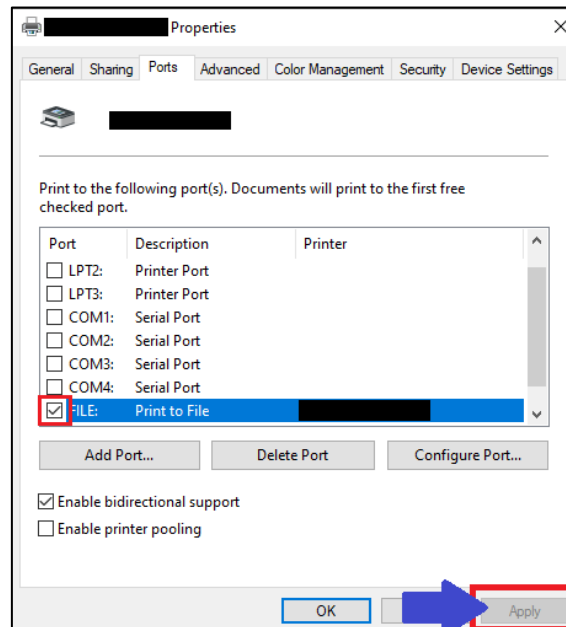 Properties
General Sharing Ports Advanced Color Management Security Device Settings
Print to the following port(s). Documents will print to the first free
checked port.
Port Description Printer
LPT2: Printer Port
LPT3: Printer Port
COM1: Serial Port
COM2: Serial Port
COM3: Serial Port
COM4: Serial Port
FILE: Print to File
Add Port... Delete Port Configure Port...
Enable bidirectional support
Enable printer pooling
OK Apply